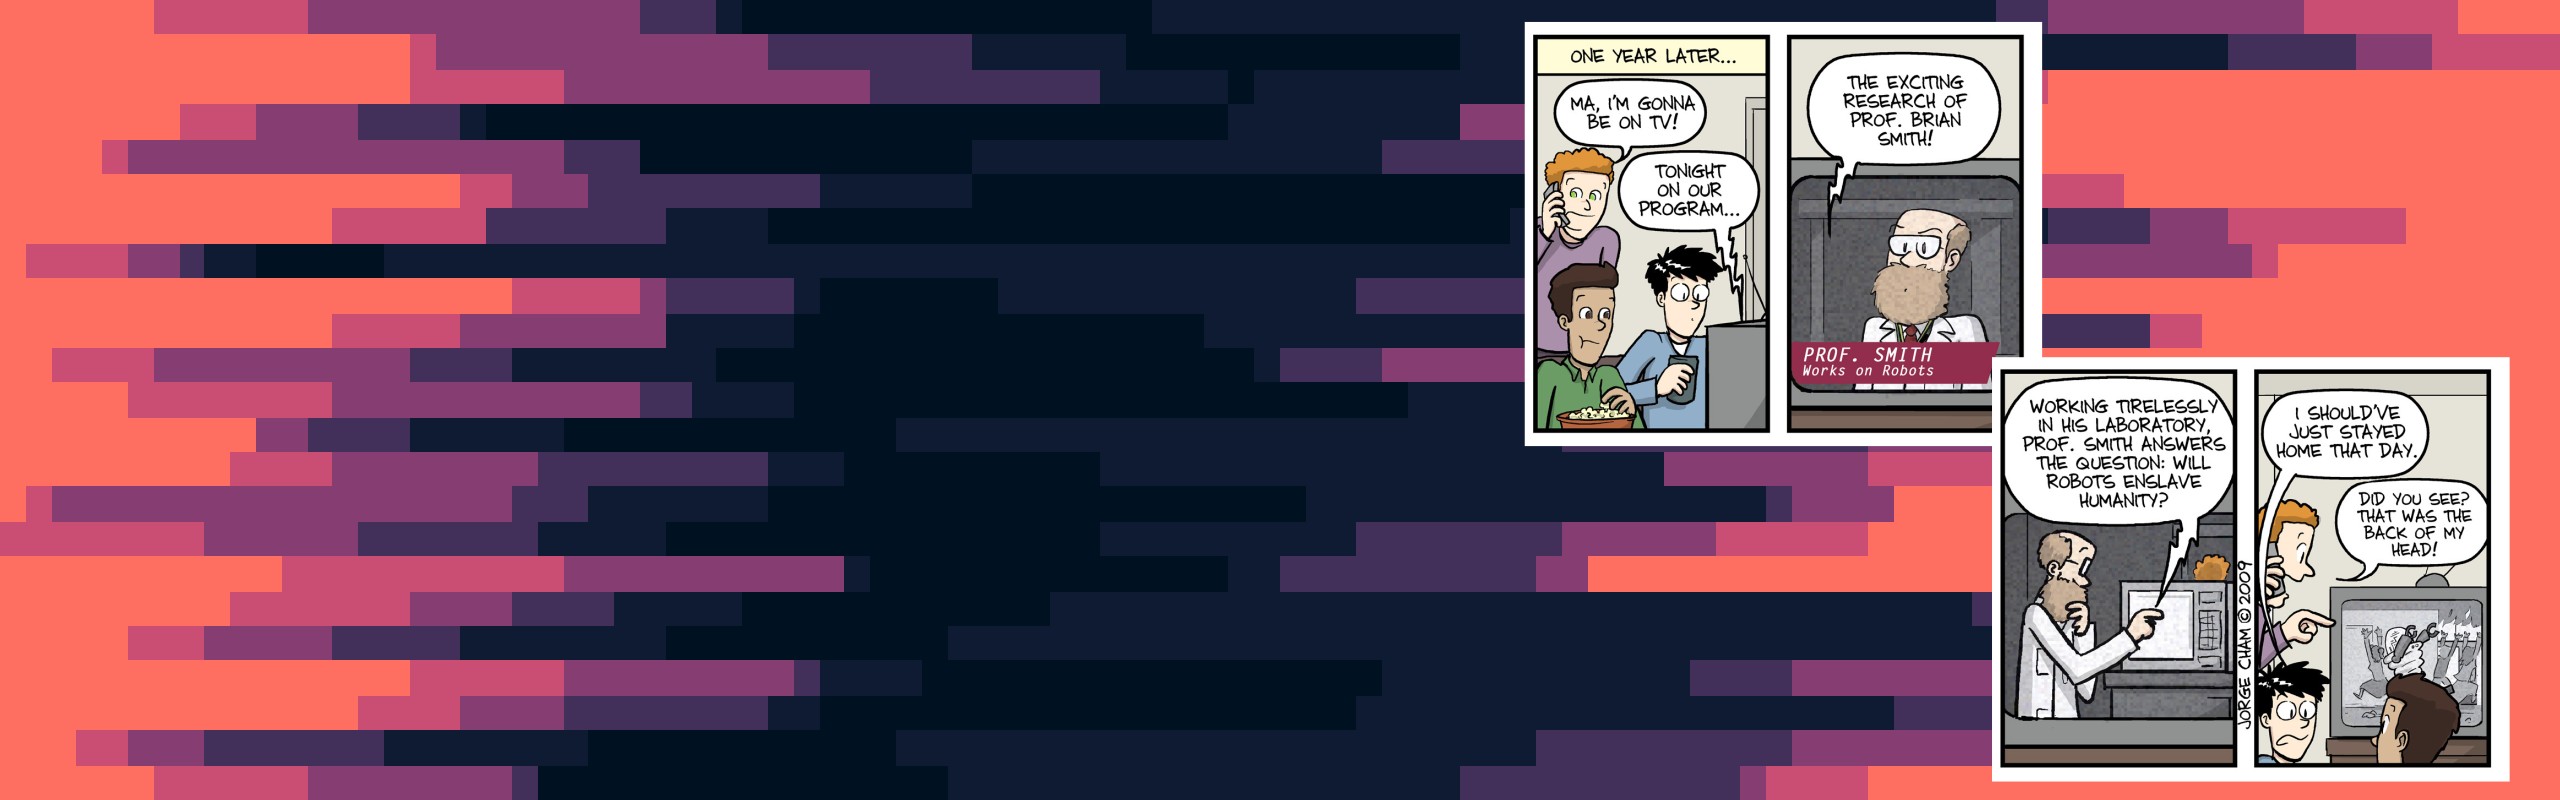 ONE YEAR LATER...
MA, I'M GONNA
BE ON TV!
TONIGHT
ON OUR
PROGRAM...
THE EXCITING
RESEARCH OF
PROF. BRIAN
SMITH!
PROF. SMITH
Works on Robots
WORKING TIRELESSLY
IN HIS LABORATORY,
PROF. SMITH ANSWERS
THE QUESTION: WILL
ROBOTS ENSLAVE
HUMANITY?
I SHOULD'VE
JUST STAYED
HOME THAT DAY.
DID YOU SEE?
THAT WAS THE
BACK OF MY
HEAD!
JORGE CHAM © 2009